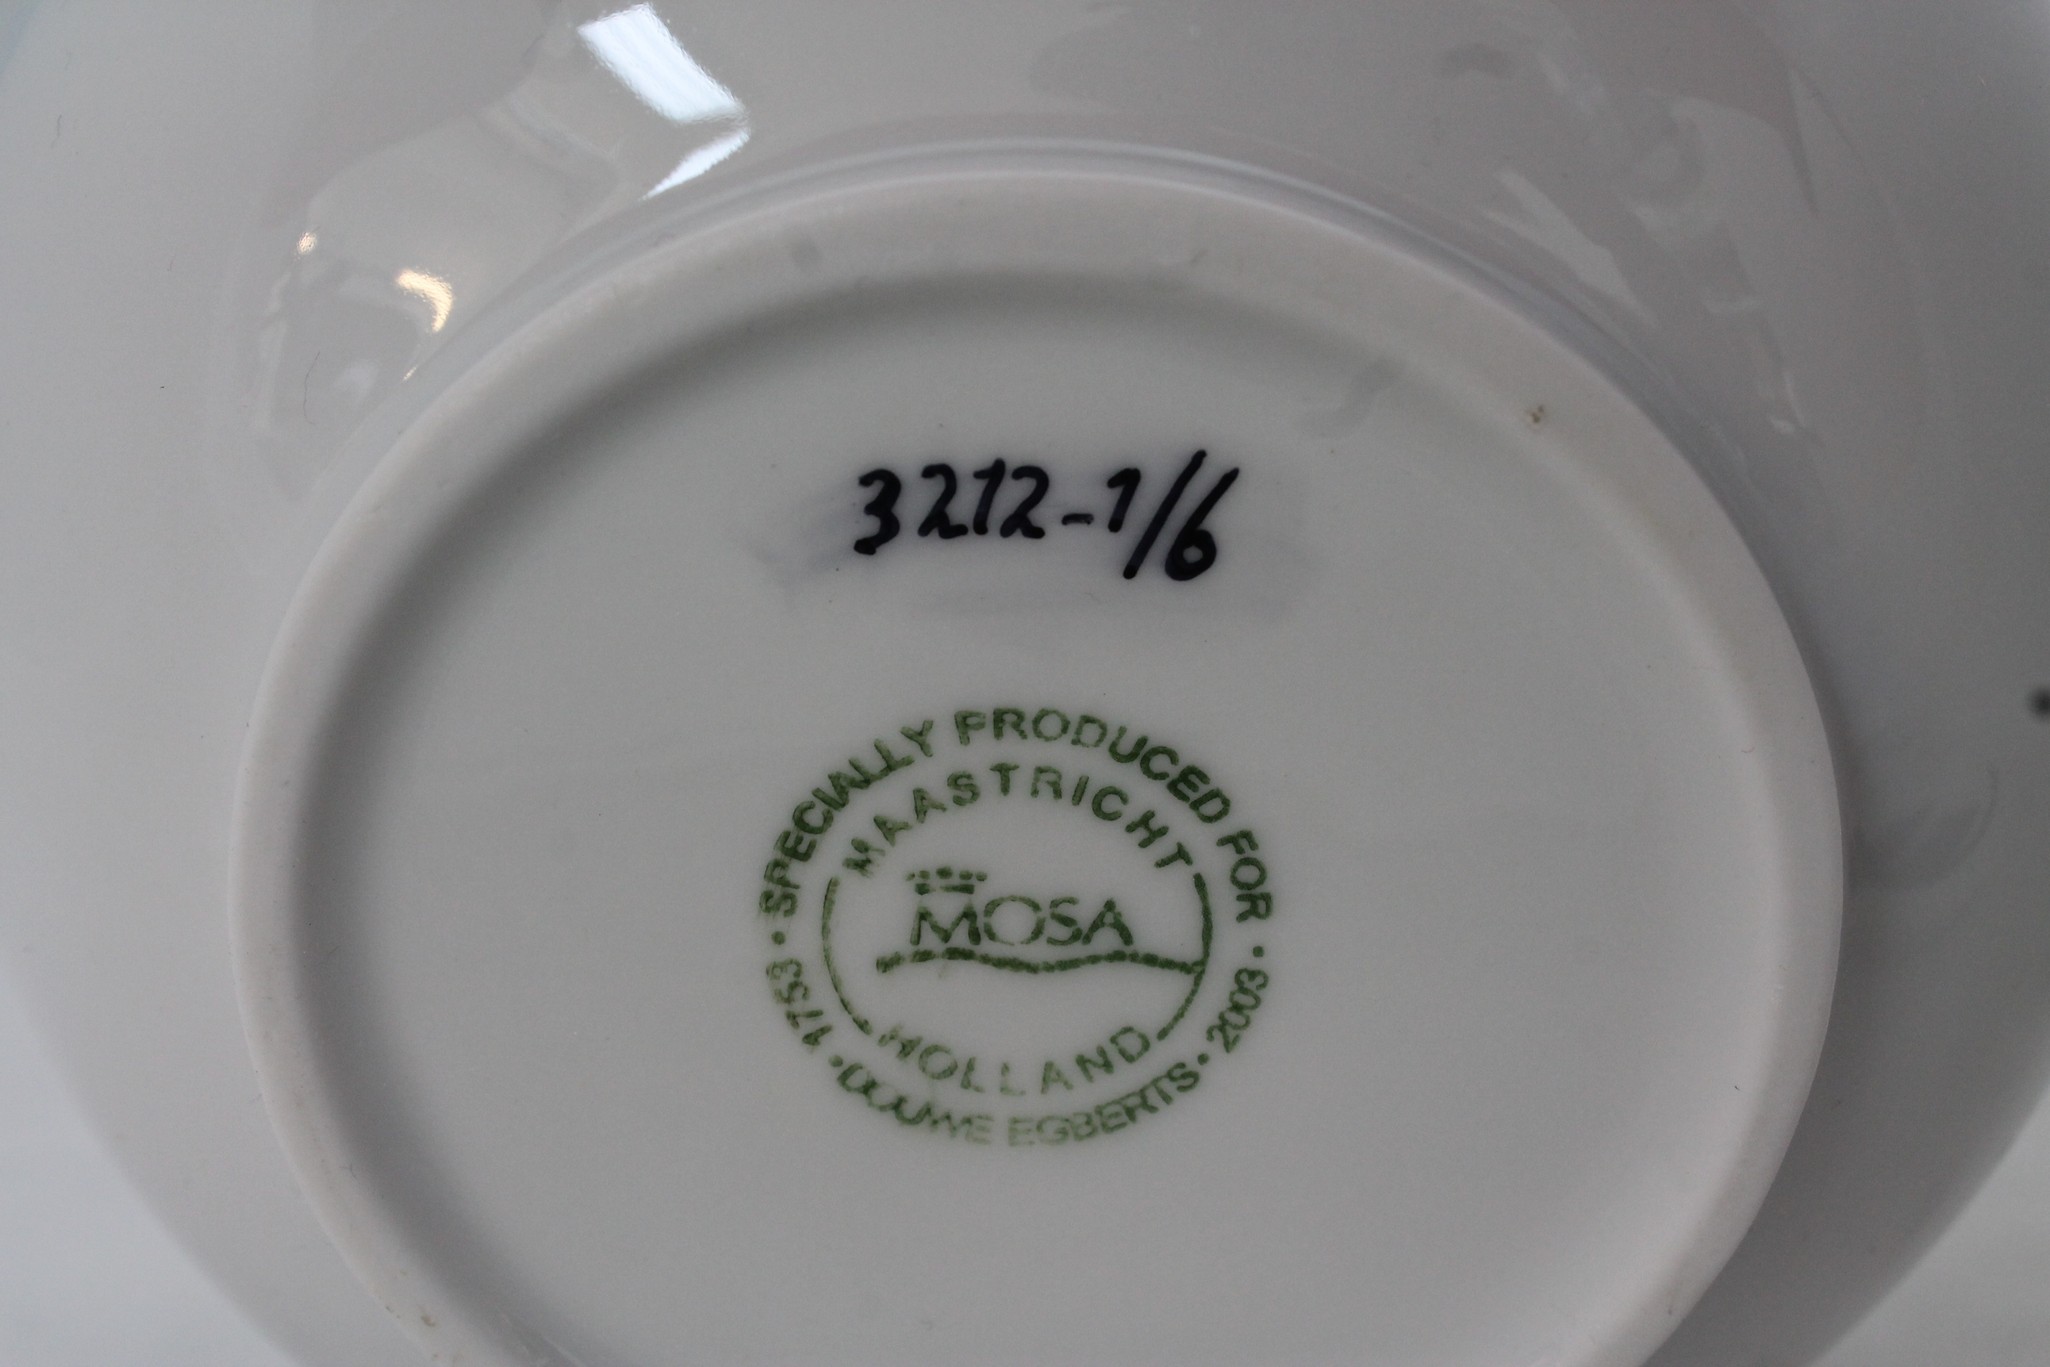 3212-1/6
SPECIALLY PRODUCED FOR
MAASTRICHT
MOSA
HOLLAND
1753 • DOUWE EGBERTS • 2003